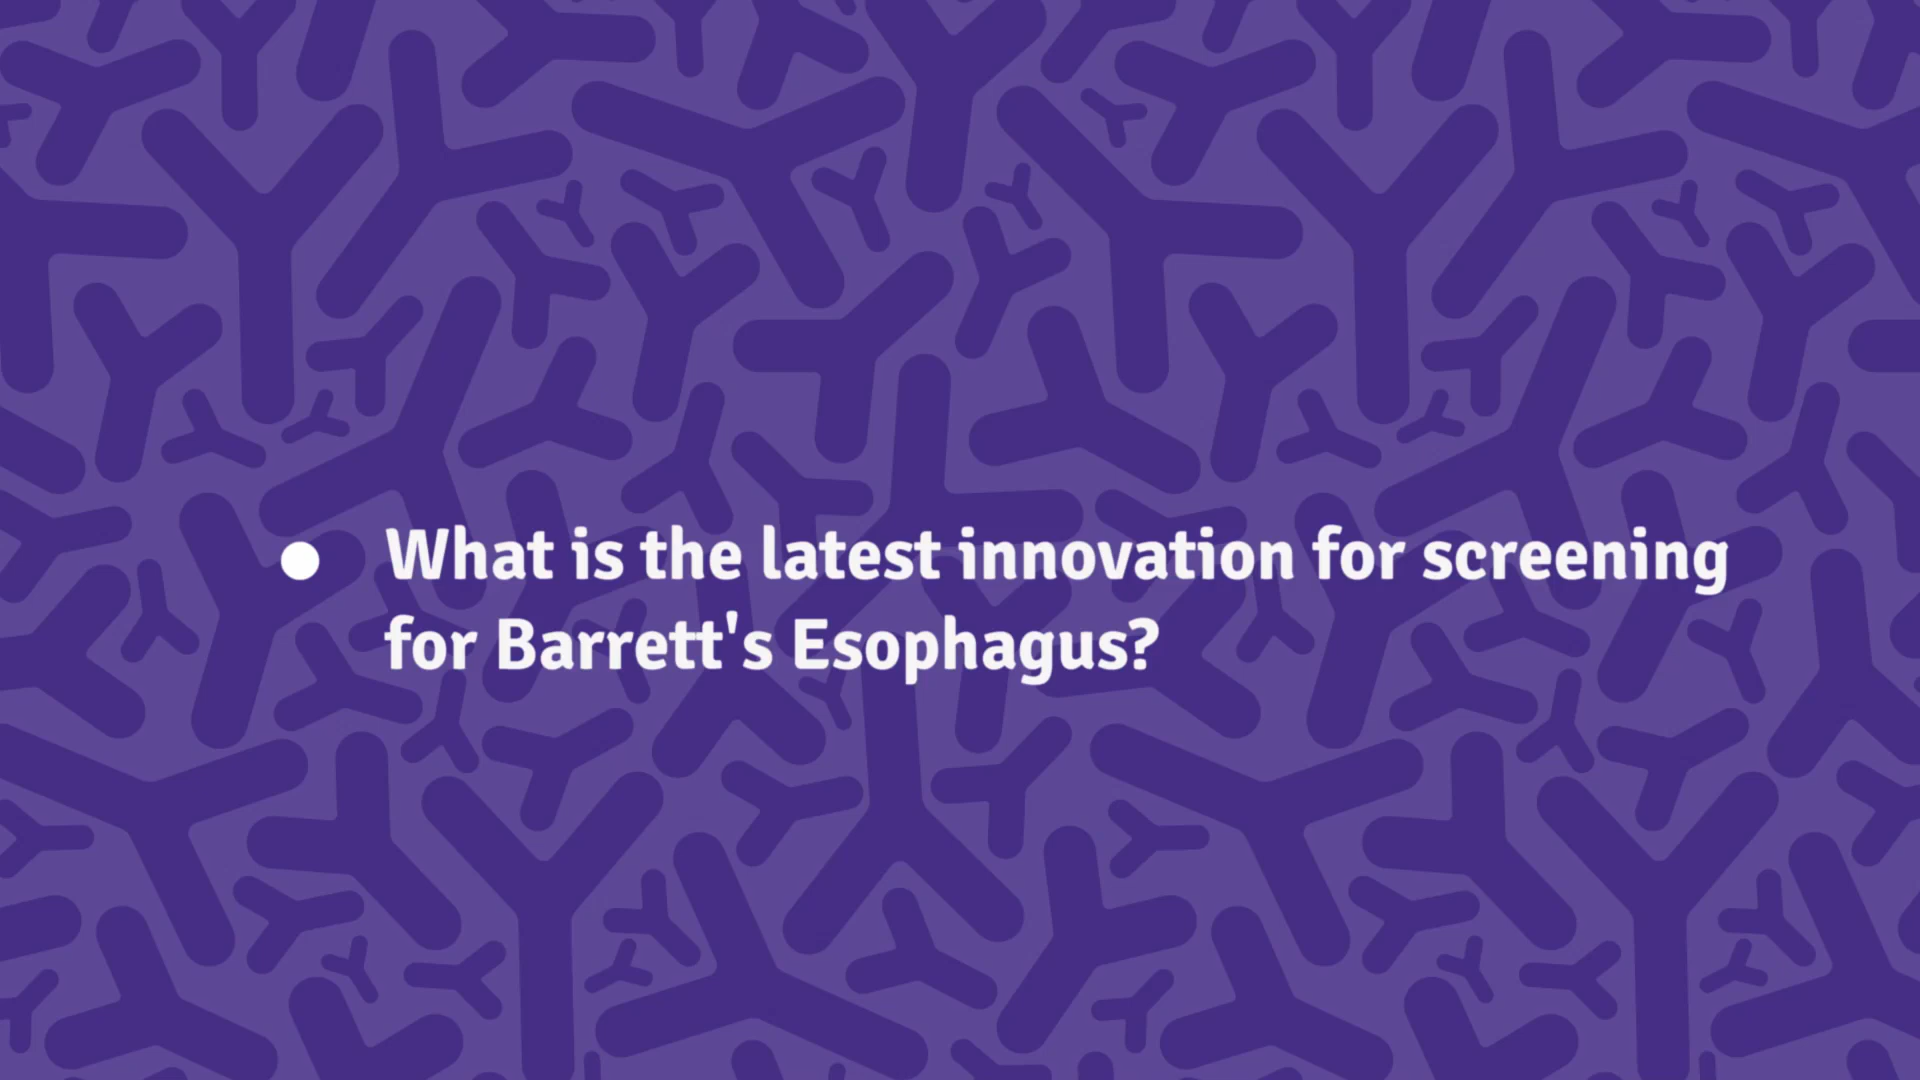 What is the latest innovation for screening
for Barrett's Esophagus?